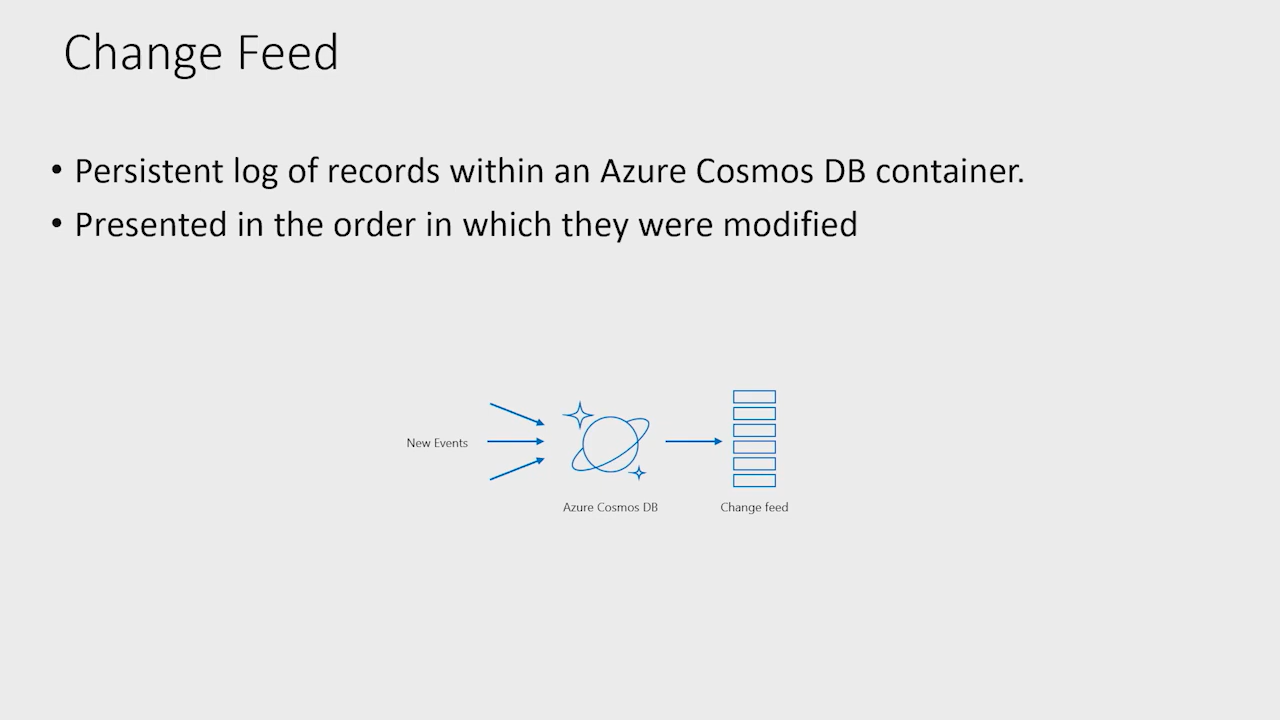 Change Feed
• Persistent log of records within an Azure Cosmos DB container.
• Presented in the order in which they were modified
New Events
Azure Cosmos DB
Change feed